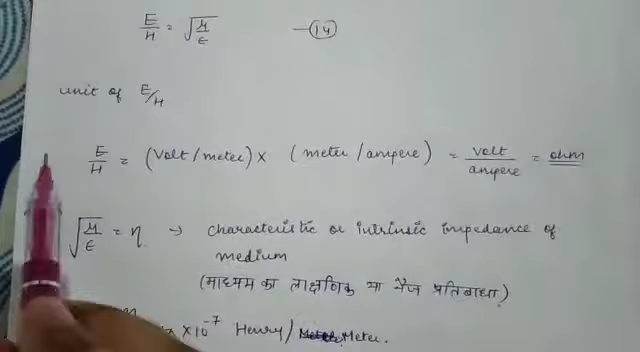 E/H = √(μ/ε) —(14)
unit of E/H
E/H = (Volt/meter) × (meter/ampere) = volt/ampere = ohm
√(μ/ε) = η → characteristic or intrinsic impedance of
medium
(माध्यम का लाक्षणिक या नैज प्रतिबाधा)
×10⁻⁷ Henry/ Meter.